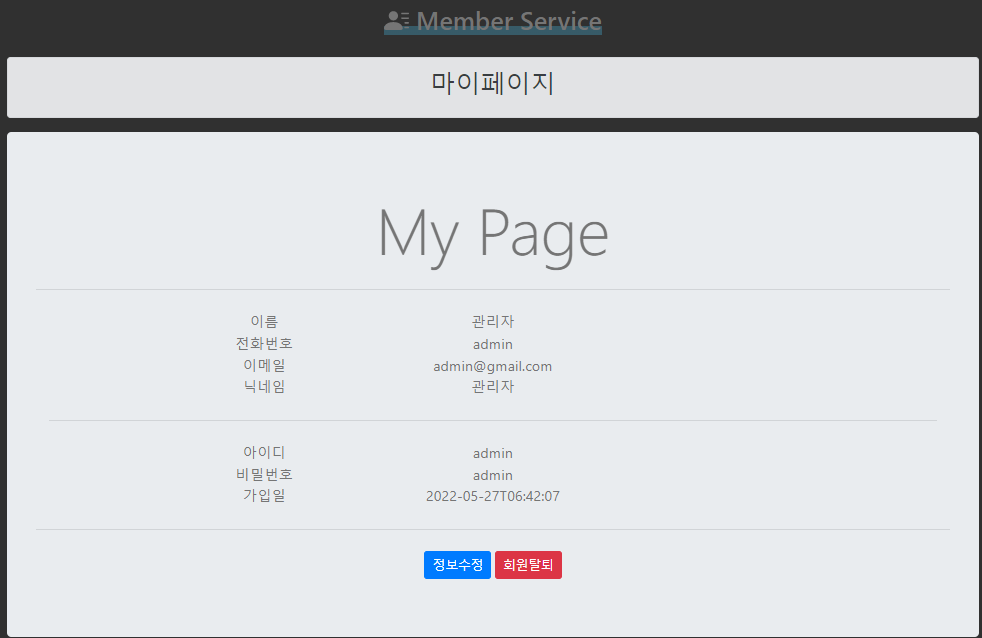 Member Service
마이페이지
My Page
이름 관리자
전화번호 admin
이메일 admin@gmail.com
닉네임 관리자
아이디 admin
비밀번호 admin
가입일 2022-05-27T06:42:07
정보수정 회원탈퇴